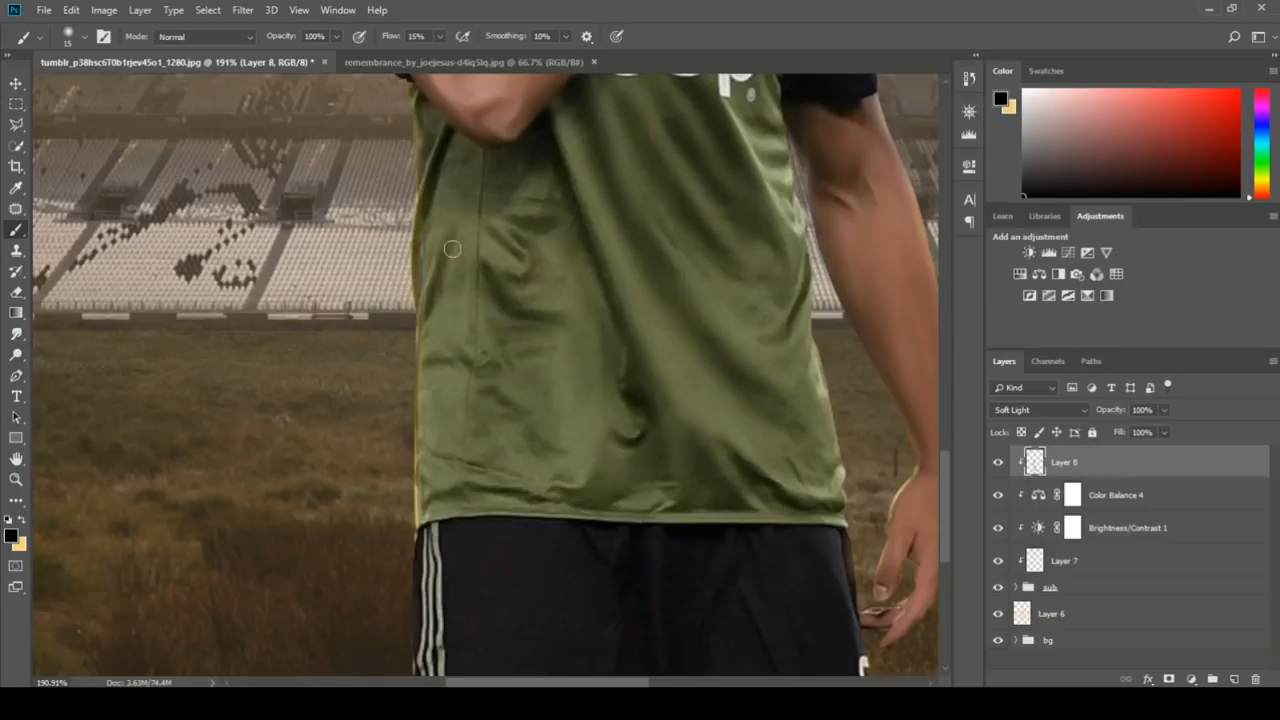 Ps File Edit Image Layer Type Select Filter 3D View Window Help
15 Mode: Normal Opacity: 100% Flow: 15% Smoothing: 10%
tumblr_p38hsc6T0b1rjev45o1_1280.jpg @ 191% (Layer 8, RGB/8) * × remembrance_by_joejesus-d4iq5lq.jpg @ 66.7% (RGB/8#) ×
Color Swatches
Learn Libraries Adjustments
Add an adjustment
Layers Channels Paths
Kind
Soft Light Opacity: 100%
Lock: Fill: 100%
Layer 8
Color Balance 4
Brightness/Contrast 1
Layer 7
sub
Layer 6
bg
190.91% Doc: 3.63M/74.4M